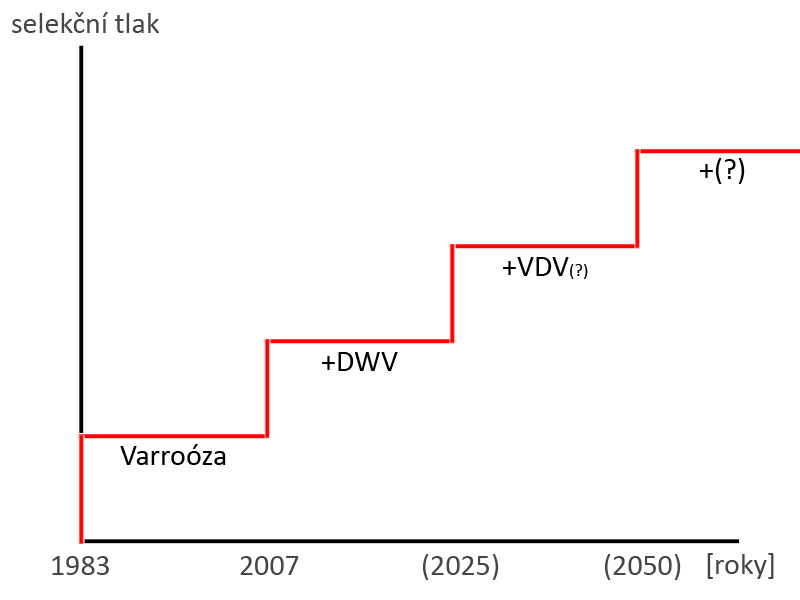 selekční tlak
+(?)
+VDV(?)
+DWV
Varroóza
1983 2007 (2025) (2050) [roky]